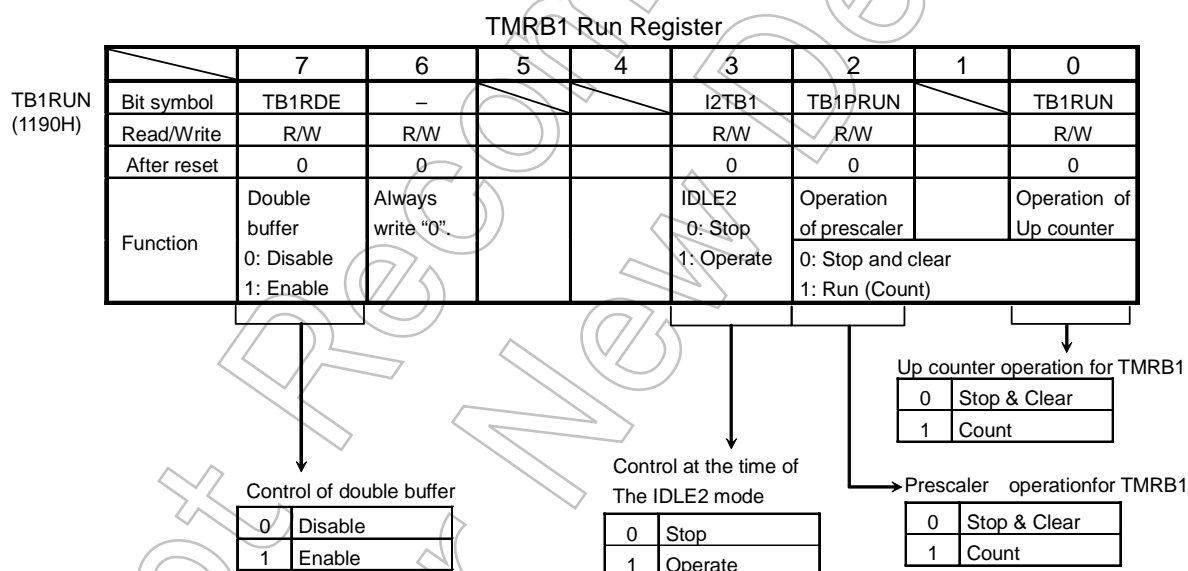 TMRB1 Run Register
7 6 5 4 3 2 1 0
TB1RUN
(1190H)
Bit symbol TB1RDE – I2TB1 TB1PRUN TB1RUN
Read/Write R/W R/W R/W R/W R/W
After reset 0 0 0 0 0
Function
Double
buffer
0: Disable
1: Enable
Always
write “0”.
IDLE2
0: Stop
1: Operate
Operation
of prescaler
Operation of
Up counter
0: Stop and clear
1: Run (Count)
Up counter operation for TMRB1
0 Stop & Clear
1 Count
Control of double buffer
0 Disable
1 Enable
Control at the time of
The IDLE2 mode
0 Stop
1 Operate
Prescaler operationfor TMRB1
0 Stop & Clear
1 Count